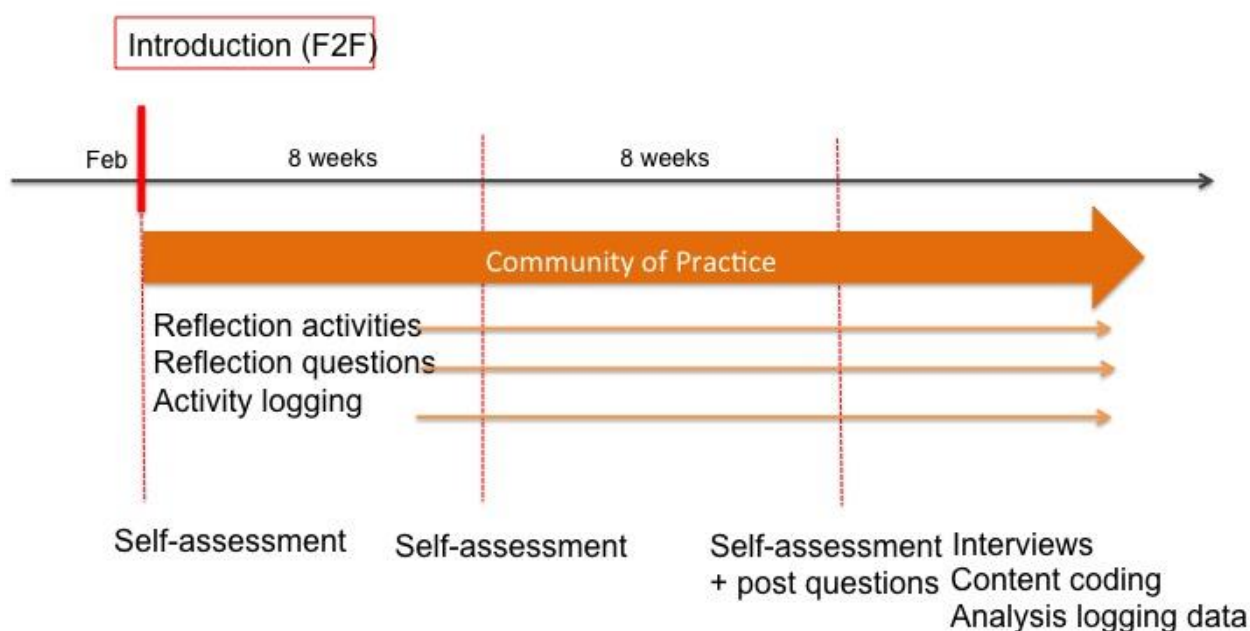 Introduction (F2F)
Feb
8 weeks
8 weeks
Community of Practice
Reflection activities
Reflection questions
Activity logging
Self-assessment
Self-assessment
Self-assessment
+ post questions
Interviews
Content coding
Analysis logging data